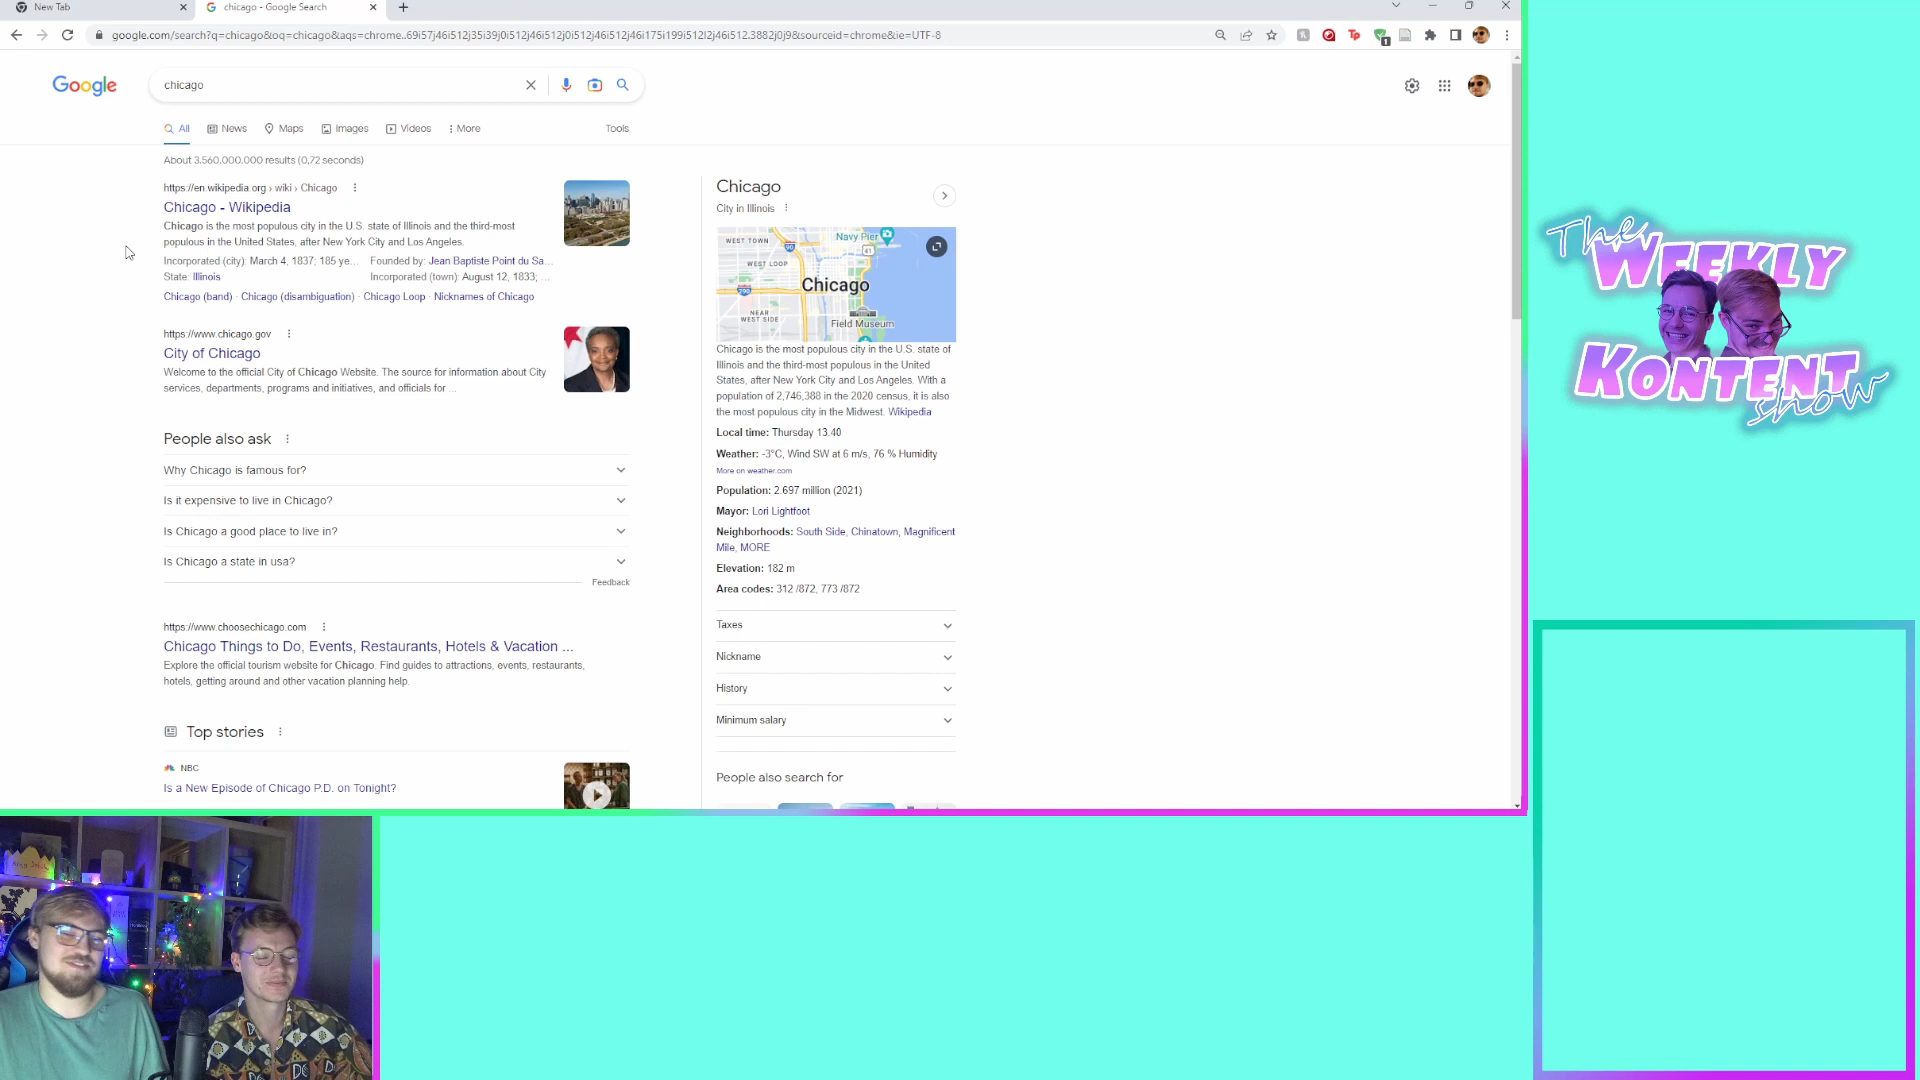 New Tab
chicago - Google Search
google.com/search?q=chicago&oq=chicago&aqs=chrome..69i57j46i512j35i39j0i512j46i512j0i512j46i512j46i175i199i512l2j46i512.3882j0j9&sourceid=chrome&ie=UTF-8
Google
chicago
All
News
Maps
Images
Videos
More
Tools
About 3.560.000.000 results (0,72 seconds)
https://en.wikipedia.org › wiki › Chicago
Chicago - Wikipedia
Chicago is the most populous city in the U.S. state of Illinois and the third-most
populous in the United States, after New York City and Los Angeles.
Incorporated (city): March 4, 1837; 185 ye... Founded by: Jean Baptiste Point du Sa...
State: Illinois Incorporated (town): August 12, 1833; ...
Chicago (band) · Chicago (disambiguation) · Chicago Loop · Nicknames of Chicago
https://www.chicago.gov
City of Chicago
Welcome to the official City of Chicago Website. The source for information about City
services, departments, programs and initiatives, and officials for ...
People also ask
Why Chicago is famous for?
Is it expensive to live in Chicago?
Is Chicago a good place to live in?
Is Chicago a state in usa?
Feedback
https://www.choosechicago.com
Chicago Things to Do, Events, Restaurants, Hotels & Vacation ...
Explore the official tourism website for Chicago. Find guides to attractions, events, restaurants,
hotels, getting around and other vacation planning help.
Top stories
NBC
Is a New Episode of Chicago P.D. on Tonight?
Chicago
City in Illinois
WEST TOWN
Navy Pier
90
41
WEST LOOP
Chicago
290
NEAR
WEST SIDE
Field Museum
Chicago is the most populous city in the U.S. state of
Illinois and the third-most populous in the United
States, after New York City and Los Angeles. With a
population of 2,746,388 in the 2020 census, it is also
the most populous city in the Midwest. Wikipedia
Local time: Thursday 13.40
Weather: -3°C, Wind SW at 6 m/s, 76 % Humidity
More on weather.com
Population: 2.697 million (2021)
Mayor: Lori Lightfoot
Neighborhoods: South Side, Chinatown, Magnificent
Mile, MORE
Elevation: 182 m
Area codes: 312 /872, 773 /872
Taxes
Nickname
History
Minimum salary
People also search for
The
WEEKLY
KONTENT
show